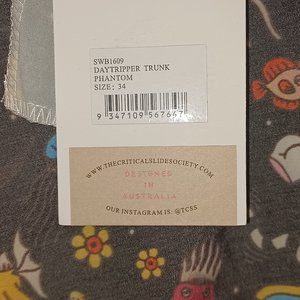 SWB1609
DAYTRIPPER TRUNK
PHANTOM
SIZE: 34
9 347109 567667
WWW.THECRITICALSLIDESOCIETY.COM
DESIGNED
IN
AUSTRALIA
OUR INSTAGRAM IS: @TCSS